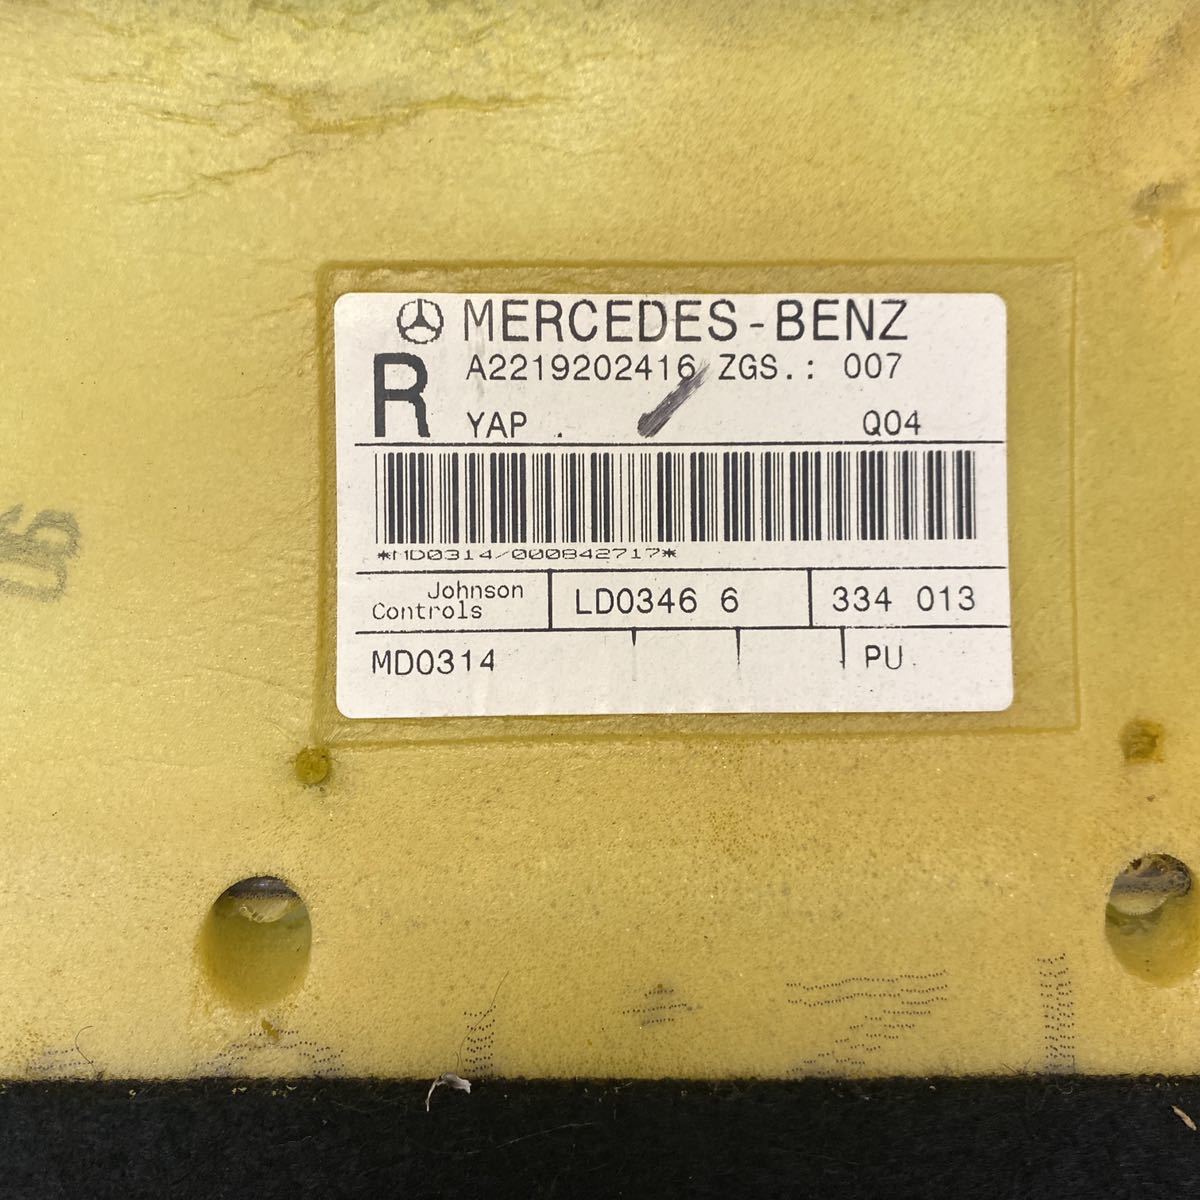 MERCEDES-BENZ
R A2219202416 ZGS.: 007
YAP . Q04
*MD0314/000842717*
Johnson Controls LD0346 6 334 013
MD0314 PU